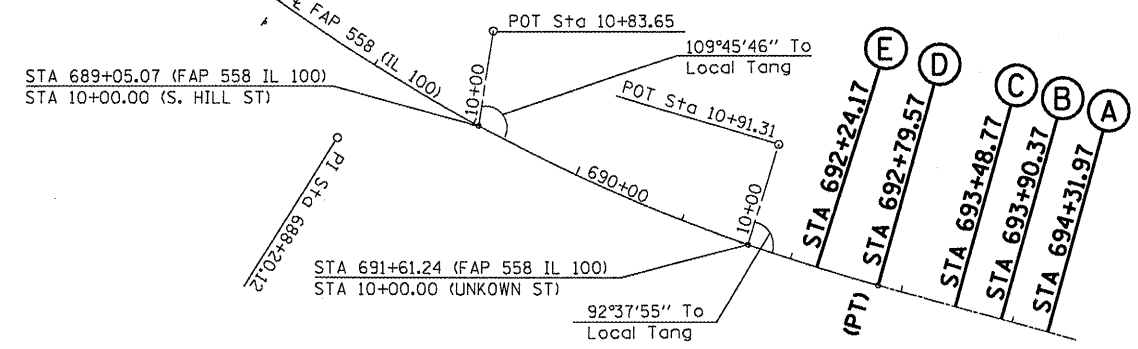 ℄ FAP 558 (IL 100)
POT Sta 10+83.65
109°45'46" To
Local Tang
STA 689+05.07 (FAP 558 IL 100)
STA 10+00.00 (S. HILL ST)
10+00
POT Sta 10+91.31
PI Sta 688+20.12
690+00
10+00
STA 691+61.24 (FAP 558 IL 100)
STA 10+00.00 (UNKOWN ST)
92°37'55" To
Local Tang
E
STA 692+24.17
D
STA 692+79.57
(PT)
C
STA 693+48.77
B
STA 693+90.37
A
STA 694+31.97